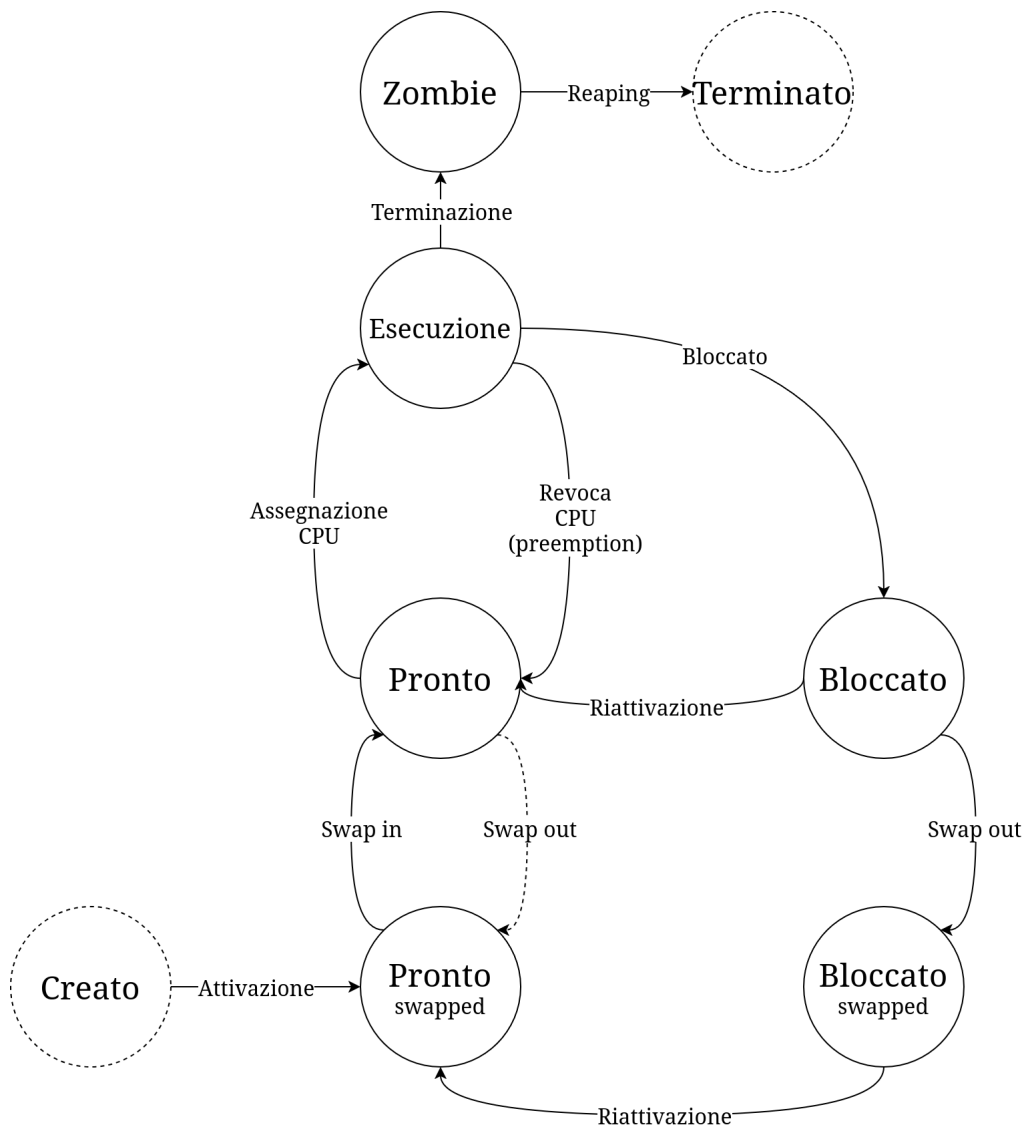 Zombie
Reaping
Terminato
Terminazione
Esecuzione
Bloccato
Assegnazione
CPU
Revoca
CPU
(preemption)
Pronto
Bloccato
Riattivazione
Swap in
Swap out
Swap out
Creato
Attivazione
Pronto
swapped
Bloccato
swapped
Riattivazione